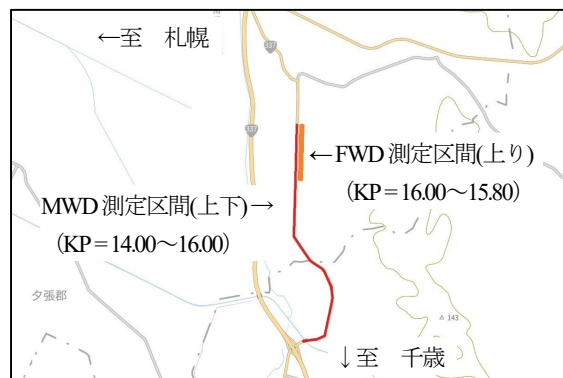 ←至 札幌
337
337
←FWD 測定区間(上り)
(KP = 16.00～15.80)
MWD 測定区間(上下)→
(KP = 14.00～16.00)
夕張郡
143
↓至 千歳